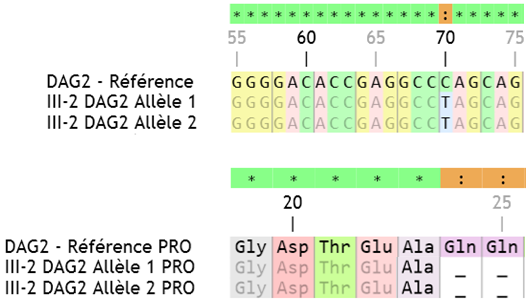 * * * * * * * * * * * * * * * : * * * * *
55 60 65 70 75
DAG2 - Référence GGGGACACCGAGGCCCAGCAG
III-2 DAG2 Allèle 1 GGGGACACCGAGGCCTAGCAG
III-2 DAG2 Allèle 2 GGGGACACCGAGGCCTAGCAG
* * * * * : :
20 25
DAG2 - Référence PRO Gly Asp Thr Glu Ala Gln Gln
III-2 DAG2 Allèle 1 PRO Gly Asp Thr Glu Ala _ _
III-2 DAG2 Allèle 2 PRO Gly Asp Thr Glu Ala _ _